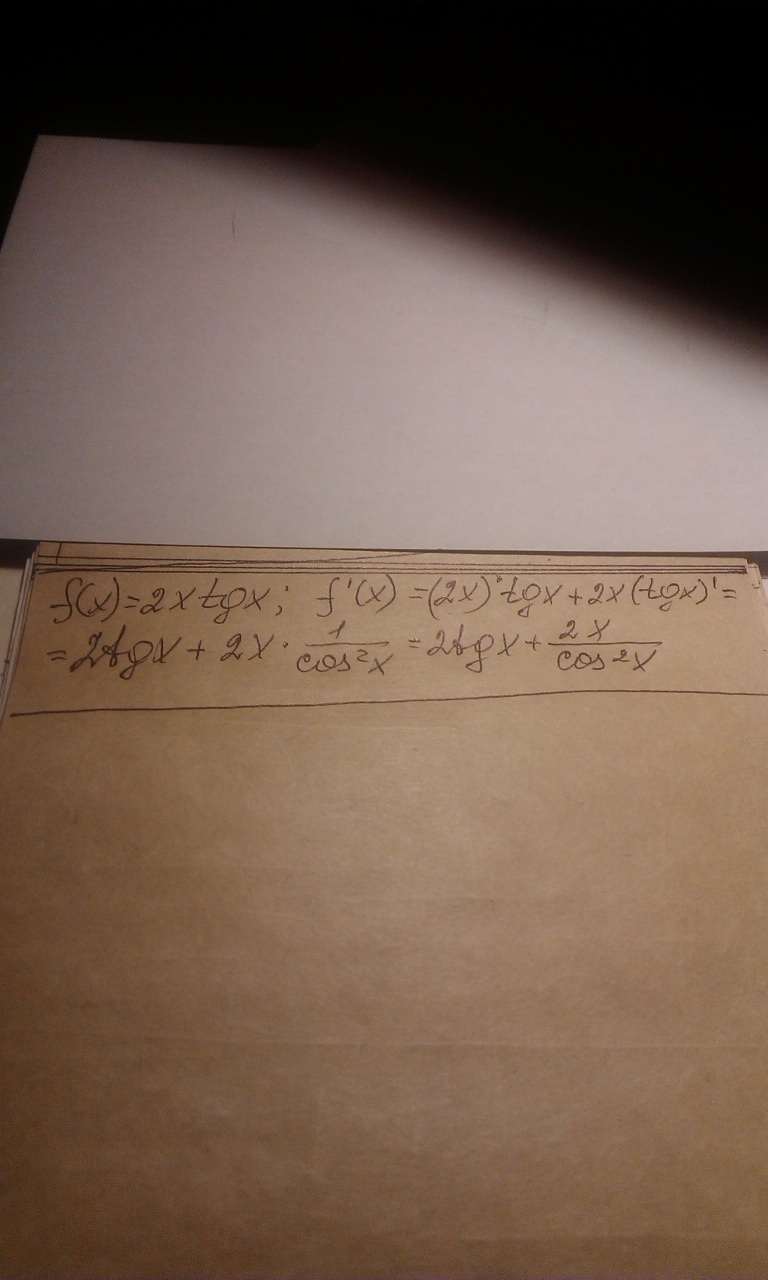 f(x)=2x tgx; f'(x)=(2x)'tgx+2x(tgx)'=
=2tgx+2x·1/cos²x=2tgx+2x/cos²x